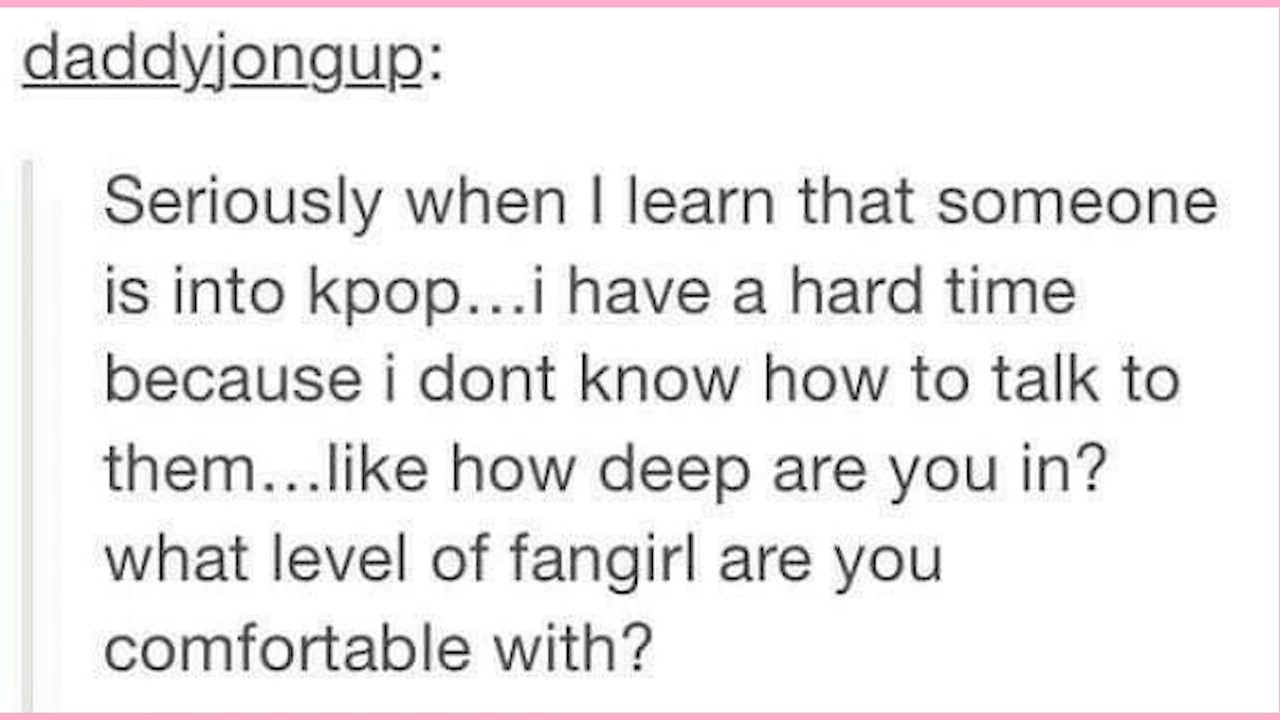 daddyjongup:
Seriously when I learn that someone
is into kpop...i have a hard time
because i dont know how to talk to
them...like how deep are you in?
what level of fangirl are you
comfortable with?